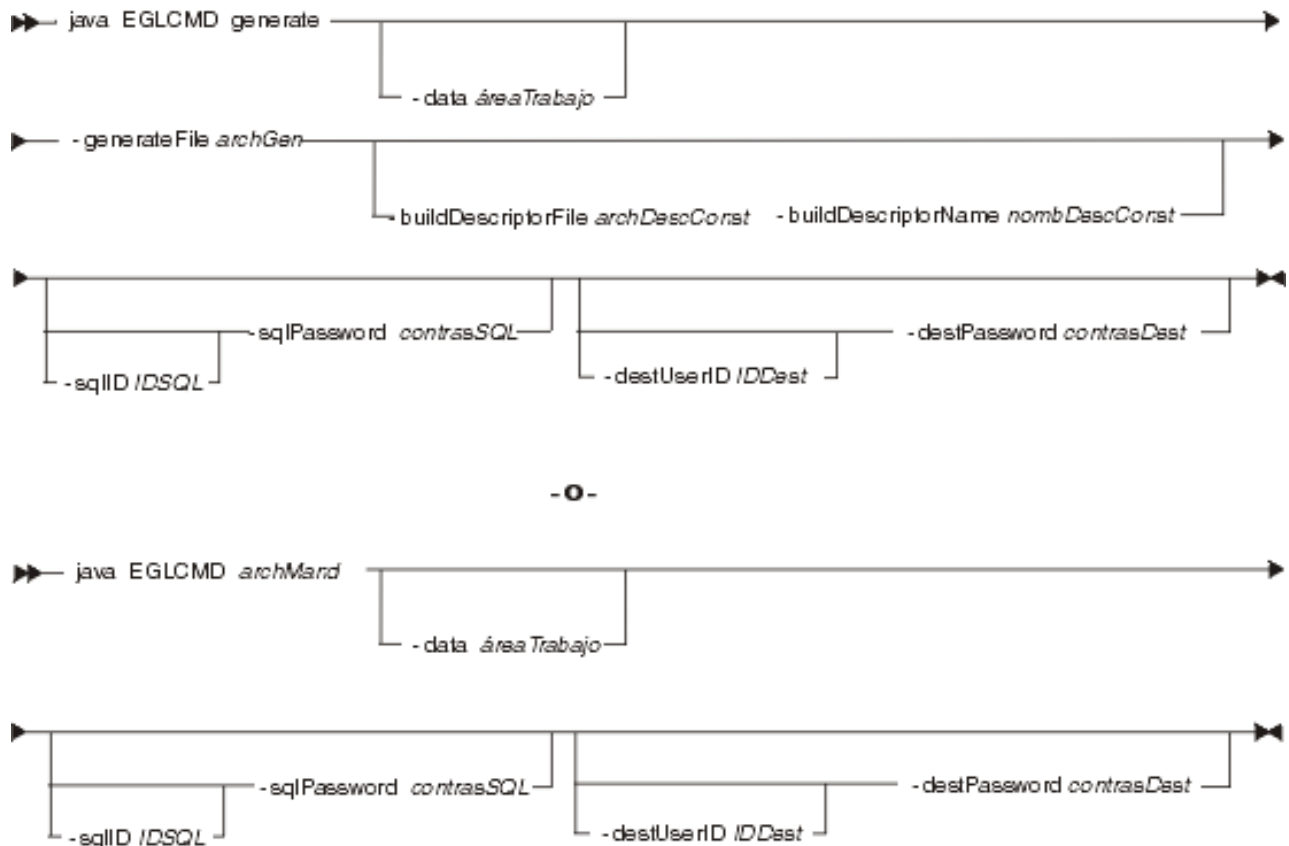 java EGLCMD generate
-data áreaTrabajo
-generateFile archGen
-buildDescriptorFile archDescConst -buildDescriptorName nombDescConst
-sqlPassword contrasSQL -destPassword contrasDest
-sqlID IDSQL -destUserID IDDest
-O-
java EGLCMD archMand
-data áreaTrabajo
-sqlPassword contrasSQL -destPassword contrasDest
-sqlID IDSQL -destUserID IDDest